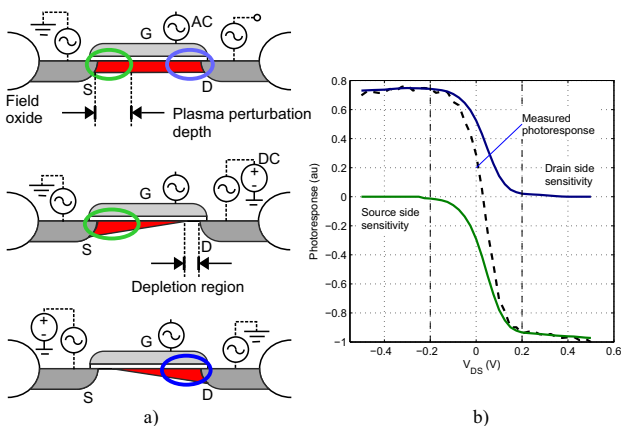 G
AC
S
D
Field
oxide
Plasma perturbation
depth
DC
+
-
S
D
Depletion region
+
-
G
S
D
a)
0.8
0.6
0.4
0.2
0
−0.2
−0.4
−0.6
−0.8
−1
Photoresponse (au)
Measured
photoresponse
Drain side
sensitivity
Source side
sensitivity
−0.4
−0.2
0
0.2
0.4
0.6
V_DS (V)
b)